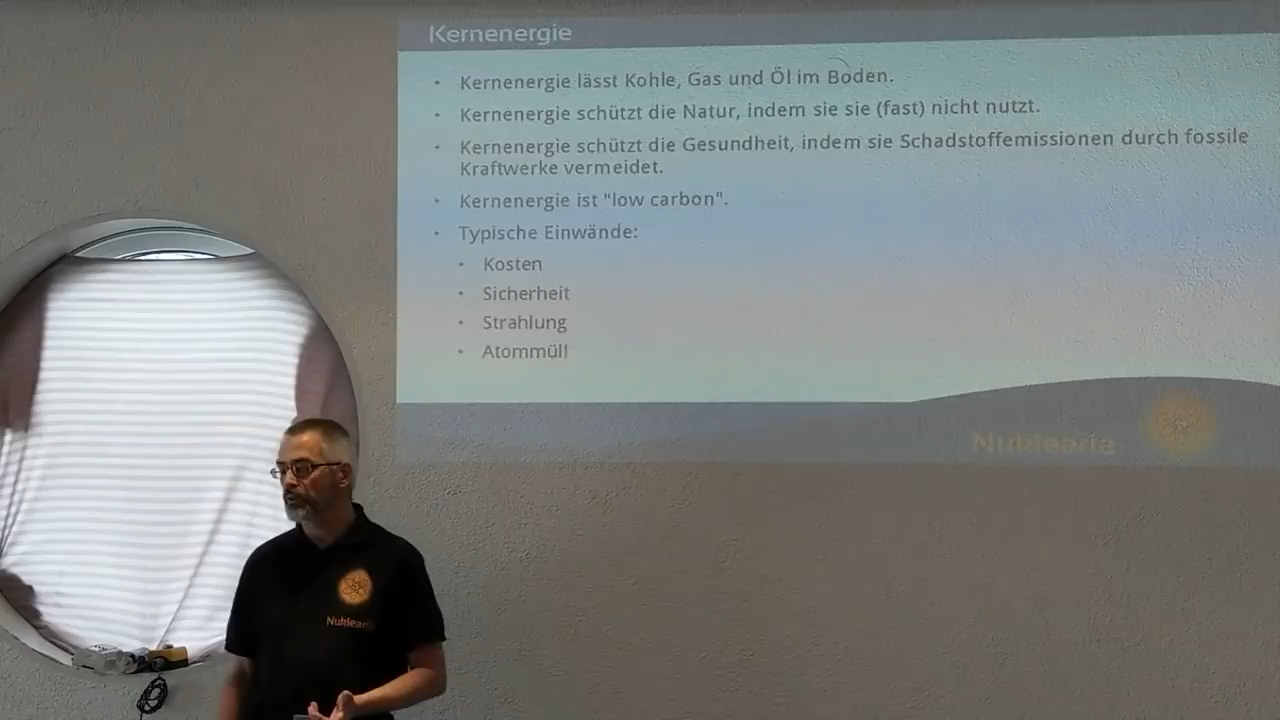 Kernenergie
• Kernenergie lässt Kohle, Gas und Öl im Boden.
• Kernenergie schützt die Natur, indem sie sie (fast) nicht nutzt.
• Kernenergie schützt die Gesundheit, indem sie Schadstoffemissionen durch fossile
Kraftwerke vermeidet.
• Kernenergie ist "low carbon".
• Typische Einwände:
• Kosten
• Sicherheit
• Strahlung
• Atommüll
Nuklearia
Nuklearia